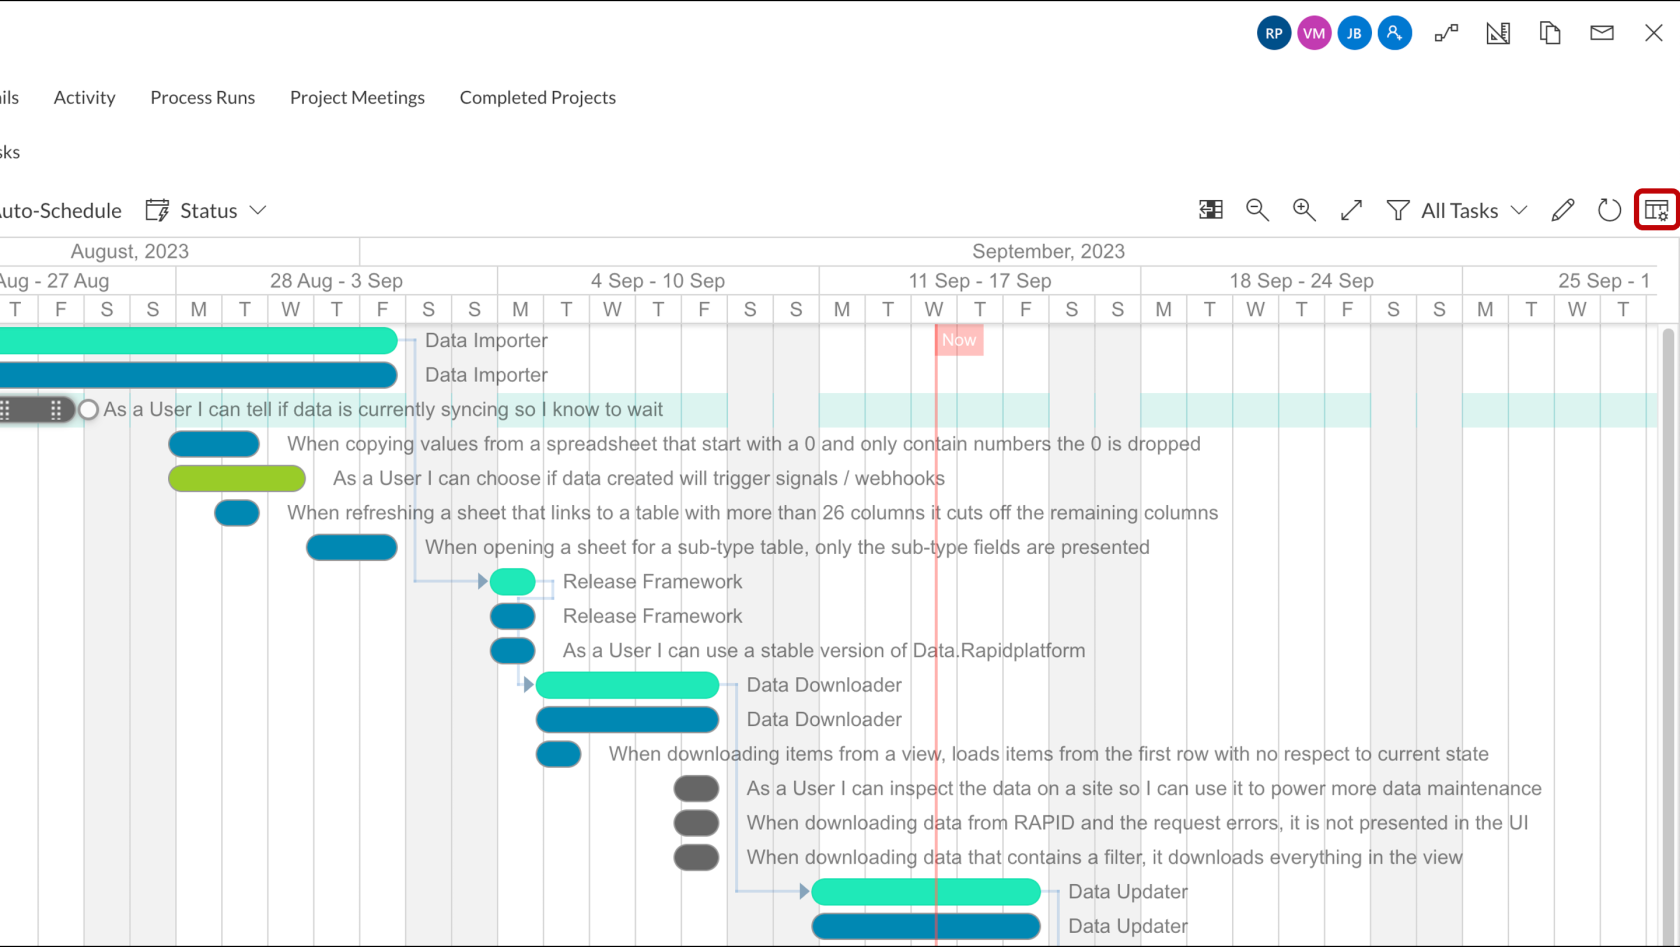 RP VM JB
ils Activity Process Runs Project Meetings Completed Projects
sks
uto-Schedule Status All Tasks
August, 2023 September, 2023
Aug - 27 Aug 28 Aug - 3 Sep 4 Sep - 10 Sep 11 Sep - 17 Sep 18 Sep - 24 Sep 25 Sep - 1
T F S S M T W T F S S M T W T F S S M T W T F S S M T W T F S S M T W T
Data Importer Now
Data Importer
As a User I can tell if data is currently syncing so I know to wait
When copying values from a spreadsheet that start with a 0 and only contain numbers the 0 is dropped
As a User I can choose if data created will trigger signals / webhooks
When refreshing a sheet that links to a table with more than 26 columns it cuts off the remaining columns
When opening a sheet for a sub-type table, only the sub-type fields are presented
Release Framework
Release Framework
As a User I can use a stable version of Data.Rapidplatform
Data Downloader
Data Downloader
When downloading items from a view, loads items from the first row with no respect to current state
As a User I can inspect the data on a site so I can use it to power more data maintenance
When downloading data from RAPID and the request errors, it is not presented in the UI
When downloading data that contains a filter, it downloads everything in the view
Data Updater
Data Updater